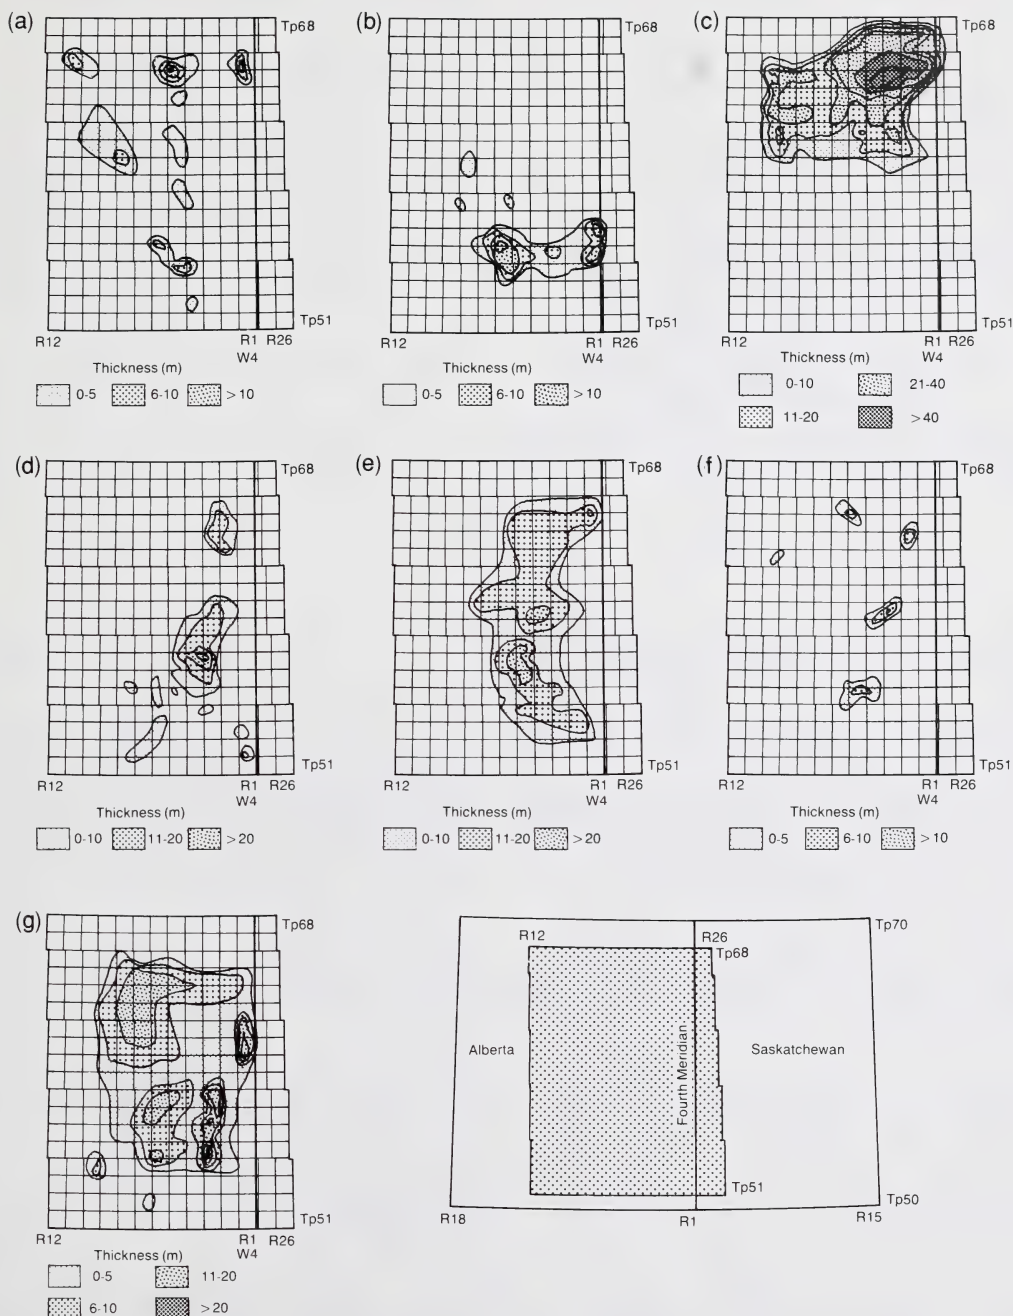 (a)
Tp68
Tp51
R12
R1
R26
W4
Thickness (m)
0-5
6-10
>10
(b)
Tp68
Tp51
R12
R1
R26
W4
Thickness (m)
0-5
6-10
>10
(c)
Tp68
Tp51
R12
R1
R26
W4
Thickness (m)
0-10
21-40
11-20
>40
(d)
Tp68
Tp51
R12
R1
R26
W4
Thickness (m)
0-10
11-20
>20
(e)
Tp68
Tp51
R12
R1
R26
W4
Thickness (m)
0-10
11-20
>20
(f)
Tp68
Tp51
R12
R1
R26
W4
Thickness (m)
0-5
6-10
>10
(g)
Tp68
Tp51
R12
R1
R26
W4
Thickness (m)
0-5
11-20
6-10
>20
Tp70
R12
R26
Tp68
Alberta
Fourth Meridian
Saskatchewan
Tp51
Tp50
R18
R1
R15